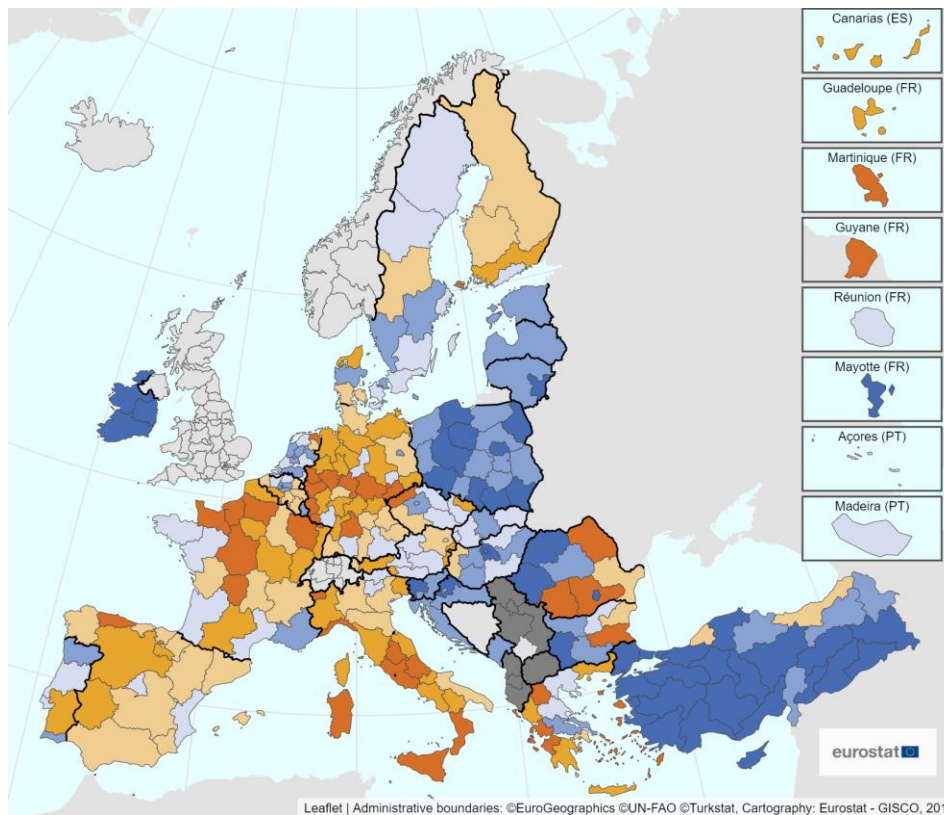 Canarias (ES)
Guadeloupe (FR)
Martinique (FR)
Guyane (FR)
Réunion (FR)
Mayotte (FR)
Açores (PT)
Madeira (PT)
eurostat
Leaflet | Administrative boundaries: ©EuroGeographics ©UN-FAO ©Turkstat, Cartography: Eurostat - GISCO, 201